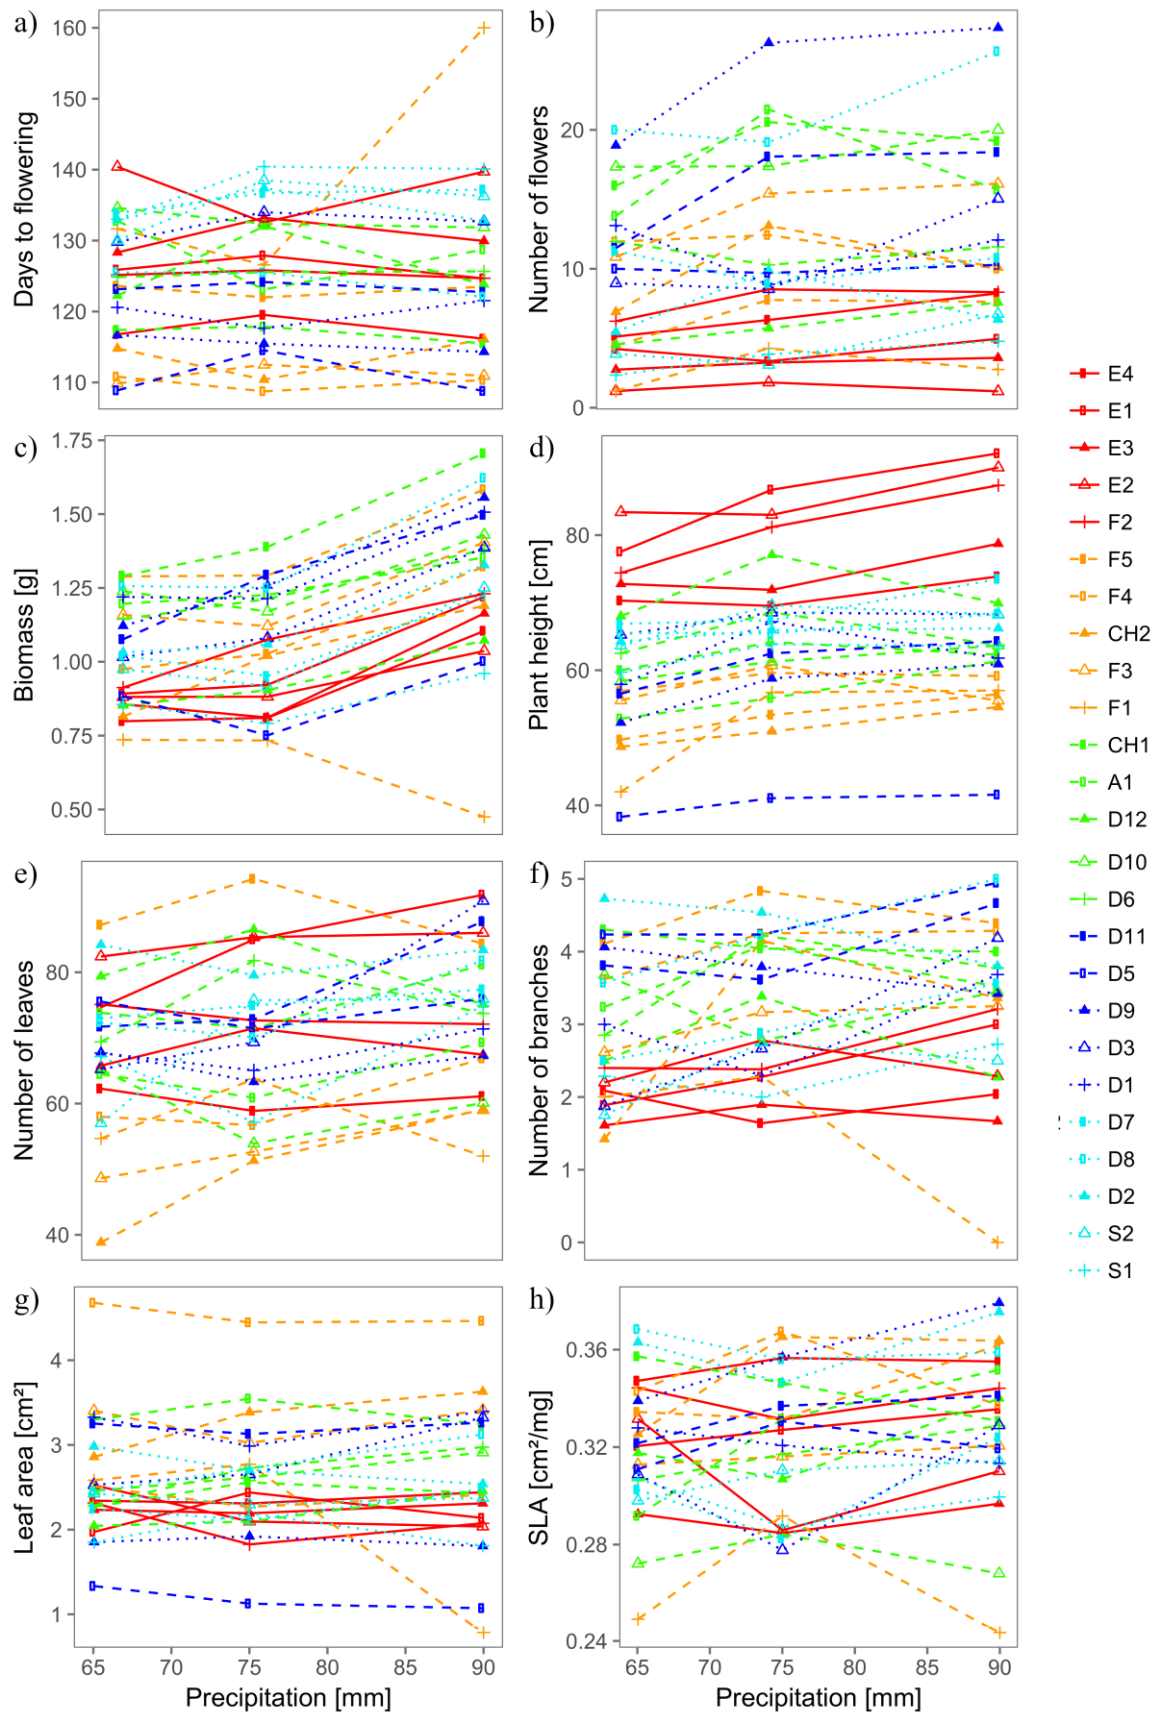 a)
160
150
140
130
120
110
Days to flowering
b)
20
10
0
Number of flowers
c)
1.75
1.50
1.25
1.00
0.75
0.50
Biomass [g]
d)
80
60
40
Plant height [cm]
e)
80
60
40
Number of leaves
f)
5
4
3
2
1
0
Number of branches
g)
4
3
2
1
Leaf area [cm²]
65 70 75 80 85 90
Precipitation [mm]
h)
0.36
0.32
0.28
0.24
SLA [cm²/mg]
65 70 75 80 85 90
Precipitation [mm]
E4
E1
E3
E2
F2
F5
F4
CH2
F3
F1
CH1
A1
D12
D10
D6
D11
D5
D9
D3
D1
D7
D8
D2
S2
S1